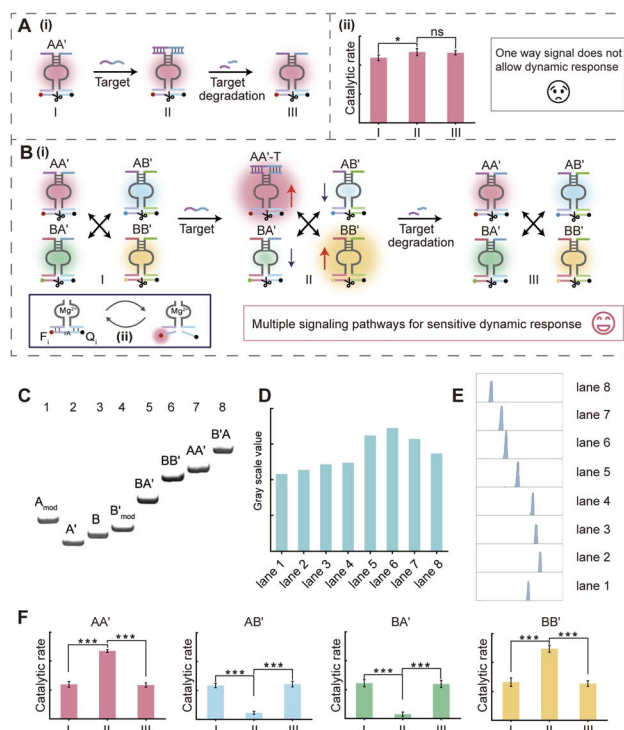 A (i)
AA'
Target
Target
degradation
I
II
III
(ii)
Catalytic rate
*
ns
I
II
III
One way signal does not
allow dynamic response
B (i)
AA'
AB'
BA'
BB'
I
Target
AA'-T
AB'
BA'
BB'
II
Target
degradation
AA'
AB'
BA'
BB'
III
Mg2+
Mg2+
Fi
rA
Qi
(ii)
Multiple signaling pathways for sensitive dynamic response
C
1 2 3 4 5 6 7 8
Amod
A'
B
B'mod
BA'
BB'
AA'
B'A
D
Gray scale value
lane 1
lane 2
lane 3
lane 4
lane 5
lane 6
lane 7
lane 8
E
lane 8
lane 7
lane 6
lane 5
lane 4
lane 3
lane 2
lane 1
F
AA'
Catalytic rate
*** ***
I II III
AB'
Catalytic rate
*** ***
I II III
BA'
Catalytic rate
*** ***
I II III
BB'
Catalytic rate
*** ***
I II III